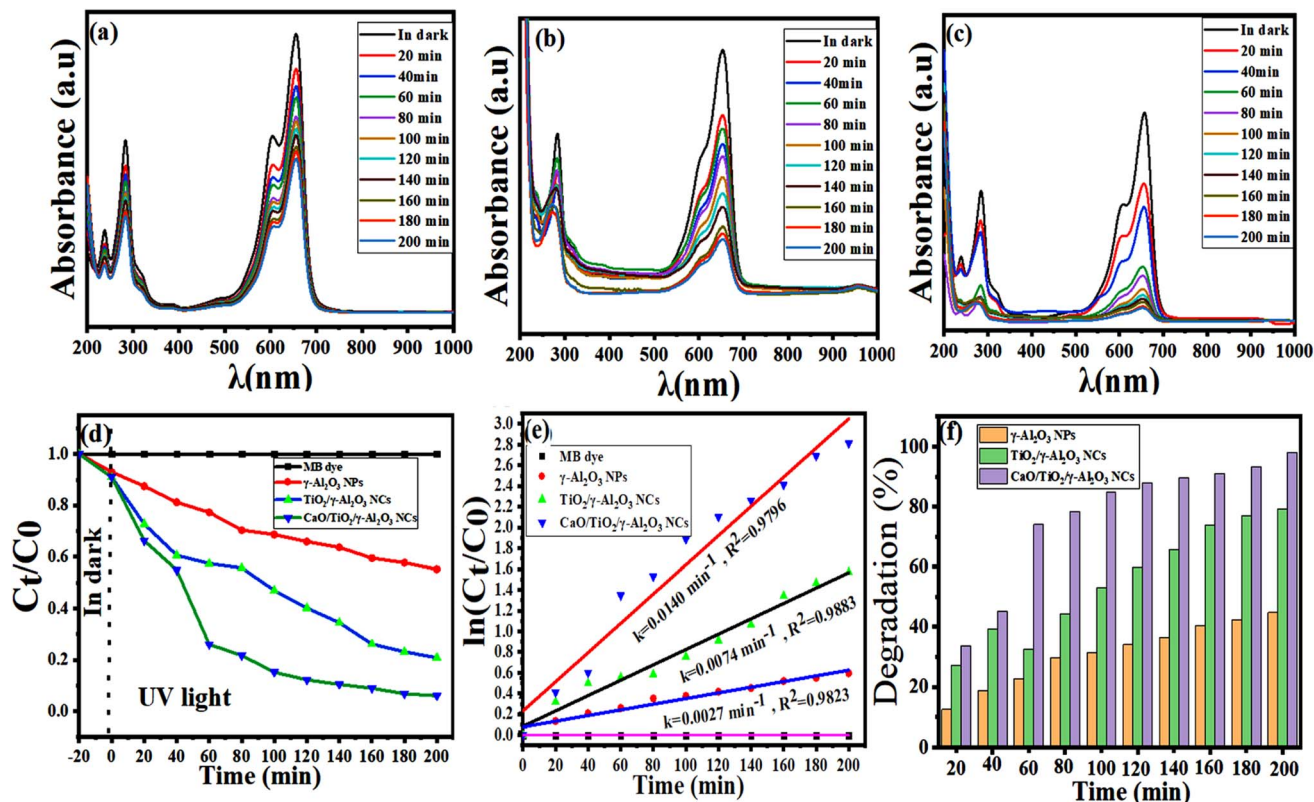 (a)
In dark
20 min
40min
60 min
80 min
100 min
120 min
140 min
160 min
180 min
200 min
Absorbance (a.u)
200 300 400 500 600 700 800 900 1000
λ(nm)
(b)
In dark
20 min
40min
60 min
80 min
100 min
120 min
140 min
160 min
180 min
200 min
Absorbance (a.u)
200 300 400 500 600 700 800 900 1000
λ(nm)
(c)
In dark
20 min
40 min
60 min
80 min
100 min
120 min
140 min
160 min
180 min
200 min
Absorbance (a.u)
200 300 400 500 600 700 800 900 1000
λ(nm)
(d)
MB dye
γ-Al₂O₃ NPs
TiO₂/γ-Al₂O₃ NCs
CaO/TiO₂/γ-Al₂O₃ NCs
Ct/C0
1.0
0.8
0.6
0.4
0.2
0.0
In dark
UV light
-20 0 20 40 60 80 100 120 140 160 180 200
Time (min)
(e)
MB dye
γ-Al₂O₃ NPs
TiO₂/γ-Al₂O₃ NCs
CaO/TiO₂/γ-Al₂O₃ NCs
ln(Ct/Co)
3.0
2.8
2.6
2.4
2.2
2.0
1.8
1.6
1.4
1.2
1.0
0.8
0.6
0.4
0.2
0.0
k=0.0140 min⁻¹ , R²=0.9796
k=0.0074 min⁻¹ , R²=0.9883
k=0.0027 min⁻¹ , R²=0.9823
0 20 40 60 80 100 120 140 160 180 200
Time (min)
(f)
γ-Al₂O₃ NPs
TiO₂/γ-Al₂O₃ NCs
CaO/TiO₂/γ-Al₂O₃ NCs
Degradation (%)
100
80
60
40
20
0
20 40 60 80 100 120 140 160 180 200
Time (min)